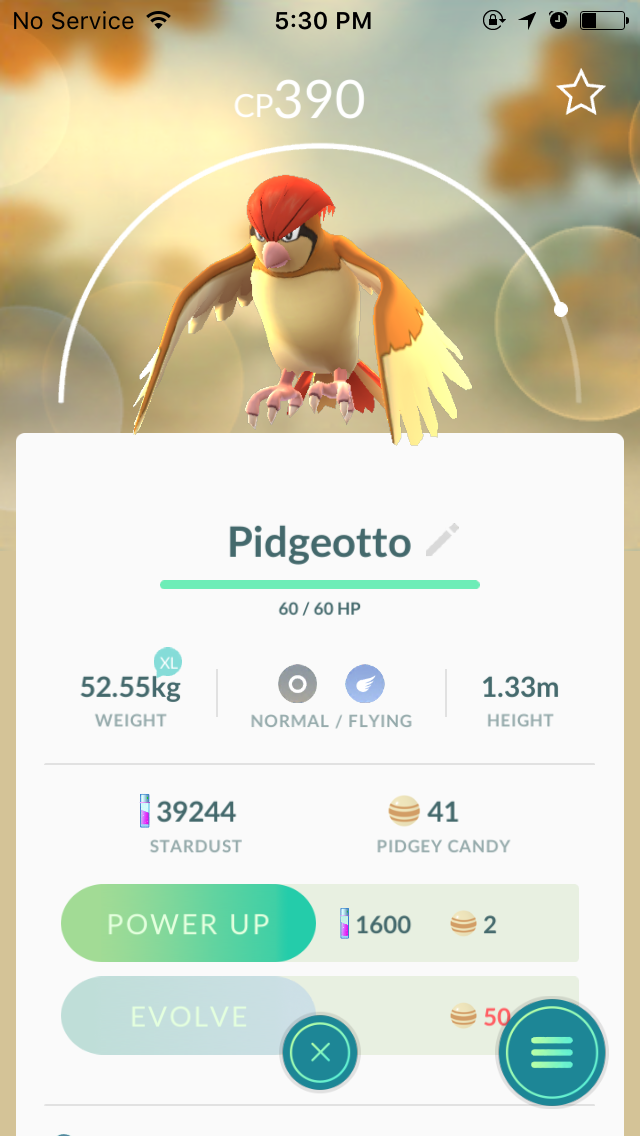 No Service 5:30 PM
CP390
Pidgeotto
60 / 60 HP
XL
52.55kg 1.33m
WEIGHT NORMAL / FLYING HEIGHT
39244 41
STARDUST PIDGEY CANDY
POWER UP 1600 2
EVOLVE 50